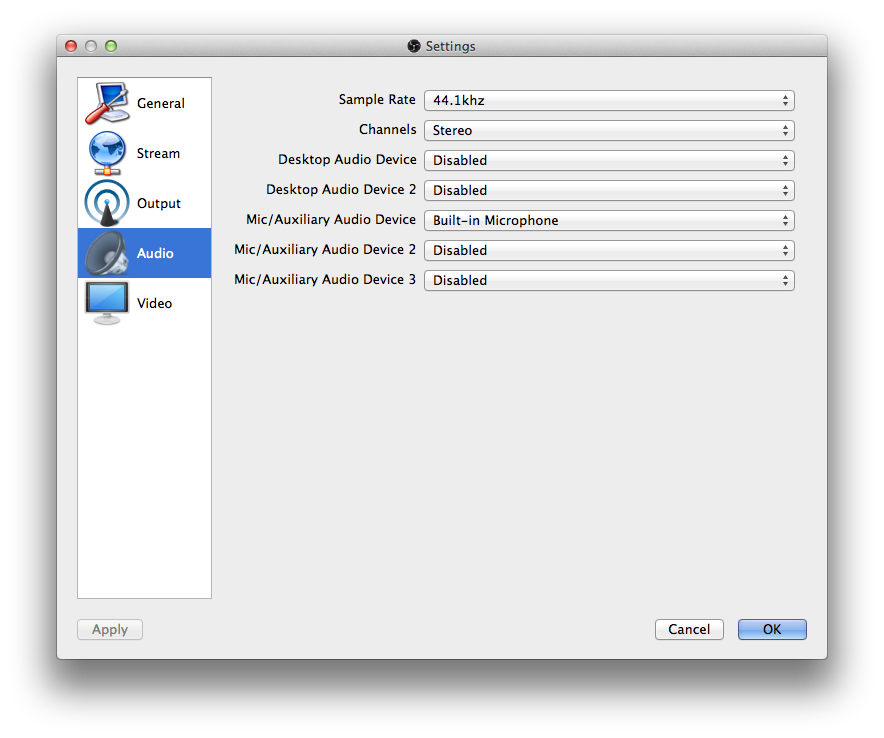 Settings
General
Stream
Output
Audio
Video
Sample Rate 44.1khz
Channels Stereo
Desktop Audio Device Disabled
Desktop Audio Device 2 Disabled
Mic/Auxiliary Audio Device Built-in Microphone
Mic/Auxiliary Audio Device 2 Disabled
Mic/Auxiliary Audio Device 3 Disabled
Apply Cancel OK